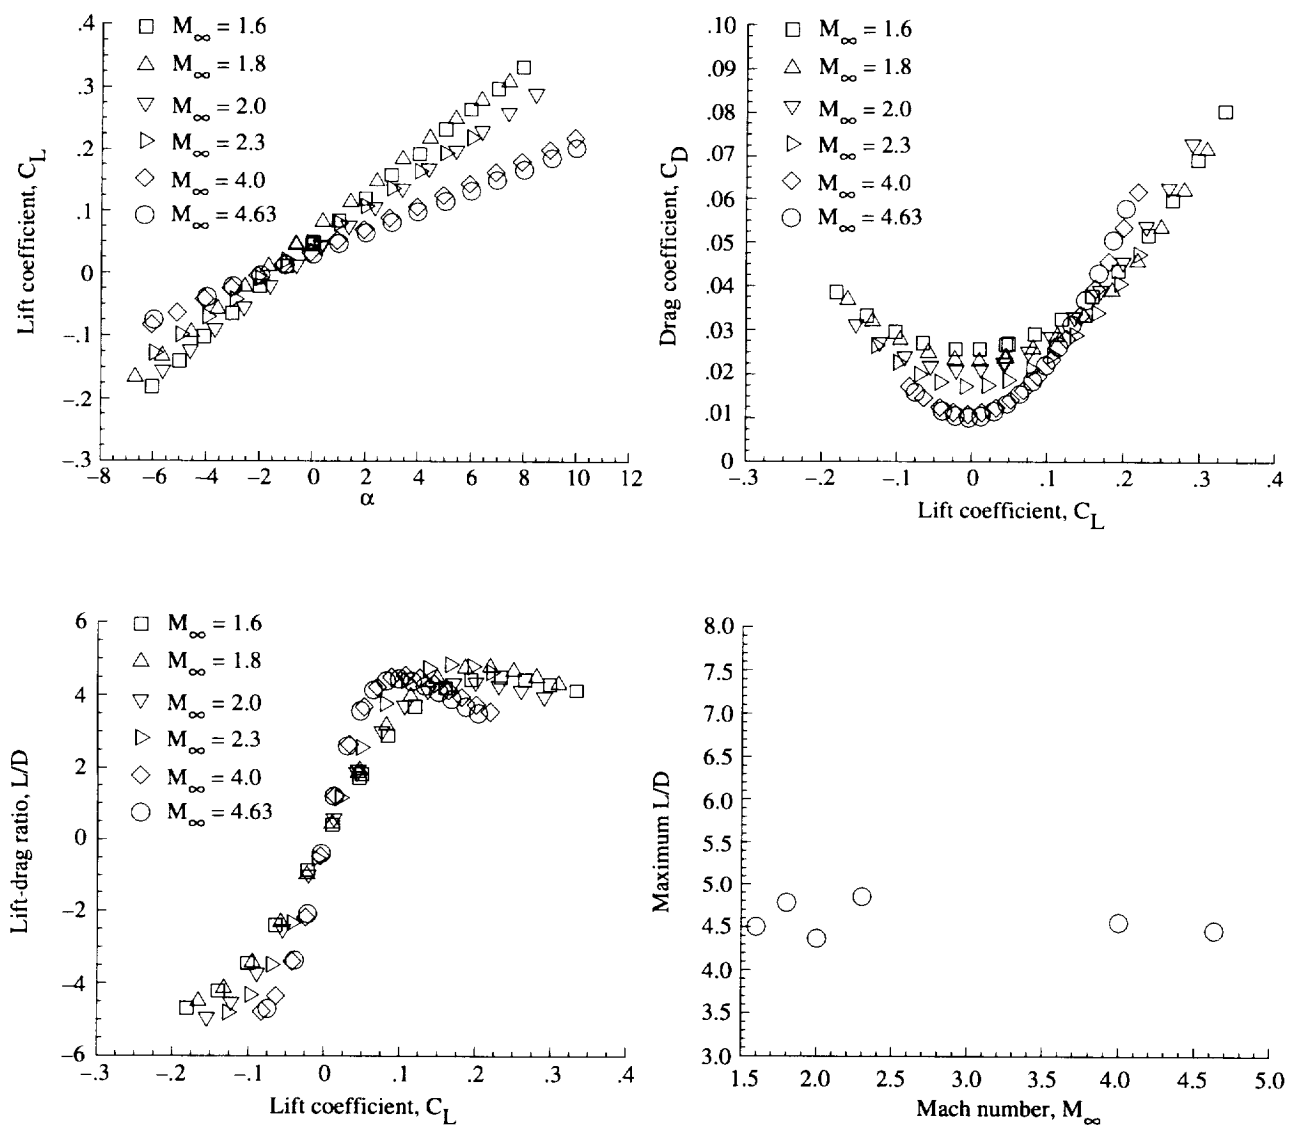 .4
.3
.2
.1
0
–.1
–.2
–.3
Lift coefficient, C_L
M∞ = 1.6
M∞ = 1.8
M∞ = 2.0
M∞ = 2.3
M∞ = 4.0
M∞ = 4.63
–8 –6 –4 –2 0 2 4 6 8 10 12
α
.10
.09
.08
.07
.06
.05
.04
.03
.02
.01
0
Drag coefficient, C_D
M∞ = 1.6
M∞ = 1.8
M∞ = 2.0
M∞ = 2.3
M∞ = 4.0
M∞ = 4.63
–.3 –.2 –.1 0 .1 .2 .3 .4
Lift coefficient, C_L
6
4
2
0
–2
–4
–6
Lift-drag ratio, L/D
M∞ = 1.6
M∞ = 1.8
M∞ = 2.0
M∞ = 2.3
M∞ = 4.0
M∞ = 4.63
–.3 –.2 –.1 0 .1 .2 .3 .4
Lift coefficient, C_L
8.0
7.5
7.0
6.5
6.0
5.5
5.0
4.5
4.0
3.5
3.0
Maximum L/D
1.5 2.0 2.5 3.0 3.5 4.0 4.5 5.0
Mach number, M∞